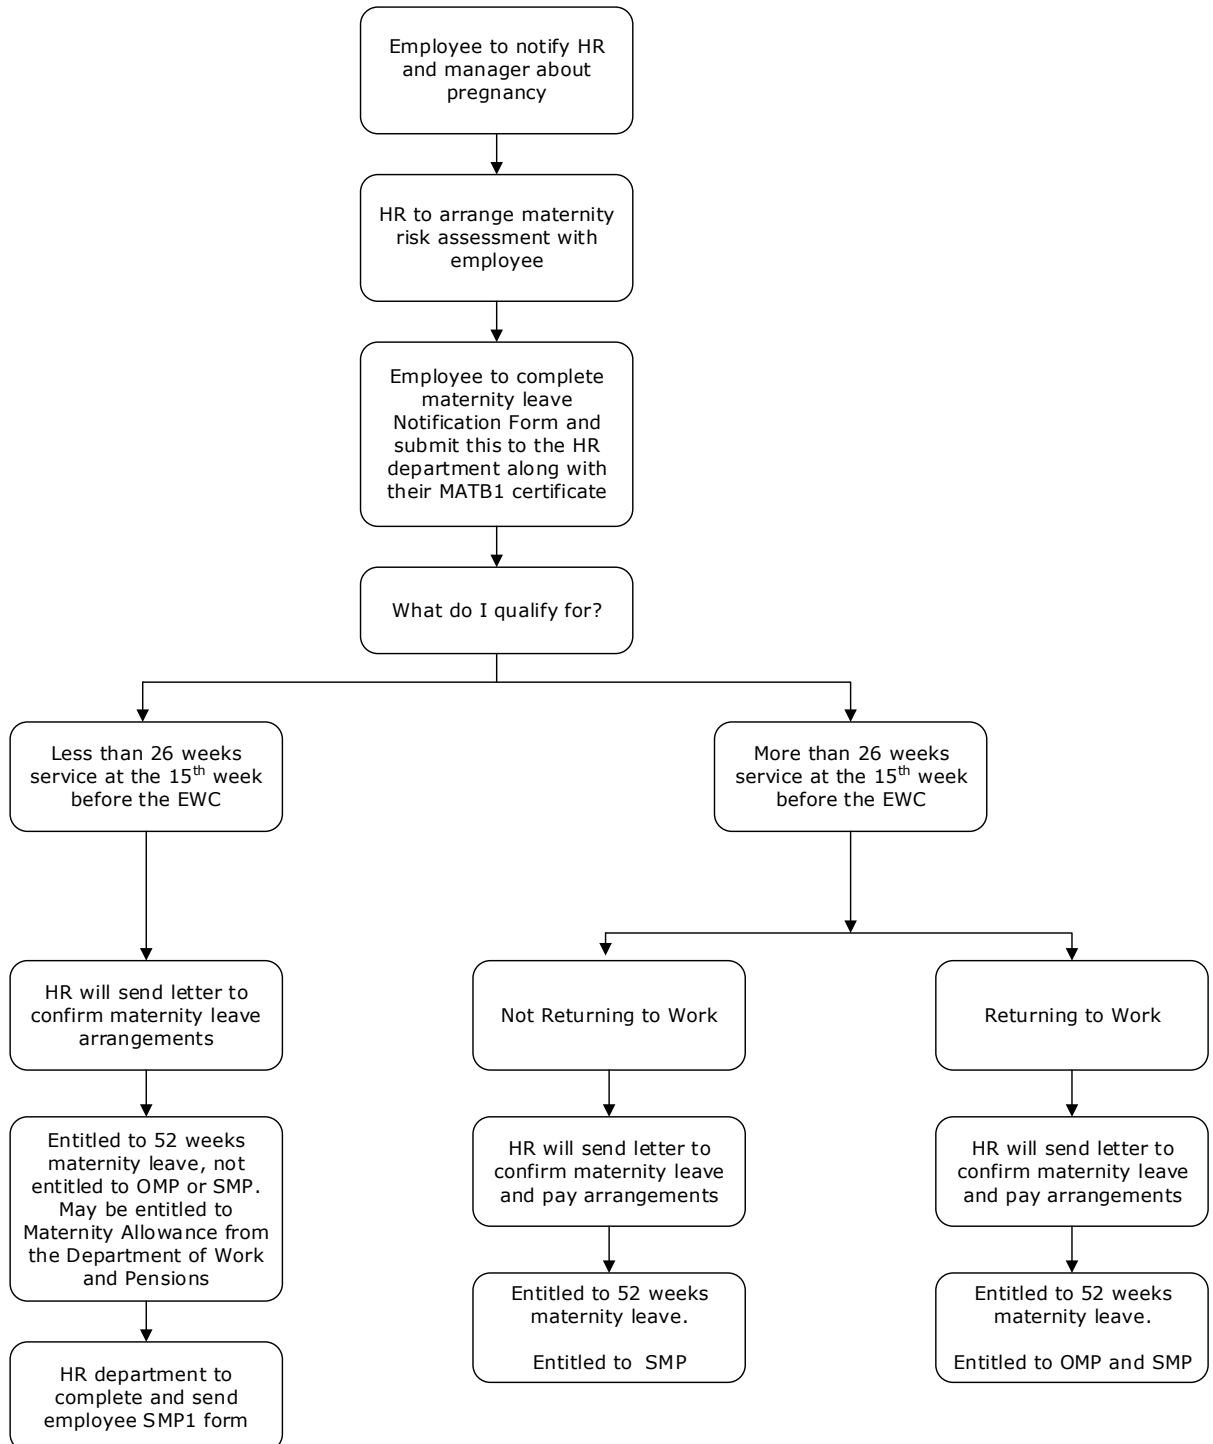 Employee to notify HR
and manager about
pregnancy
HR to arrange maternity
risk assessment with
employee
Employee to complete
maternity leave
Notification Form and
submit this to the HR
department along with
their MATB1 certificate
What do I qualify for?
Less than 26 weeks
service at the 15th week
before the EWC
More than 26 weeks
service at the 15th week
before the EWC
HR will send letter to
confirm maternity leave
arrangements
Not Returning to Work
Returning to Work
Entitled to 52 weeks
maternity leave, not
entitled to OMP or SMP.
May be entitled to
Maternity Allowance from
the Department of Work
and Pensions
HR will send letter to
confirm maternity leave
and pay arrangements
HR will send letter to
confirm maternity leave
and pay arrangements
Entitled to 52 weeks
maternity leave.
Entitled to  SMP
Entitled to 52 weeks
maternity leave.
Entitled to OMP and SMP
HR department to
complete and send
employee SMP1 form